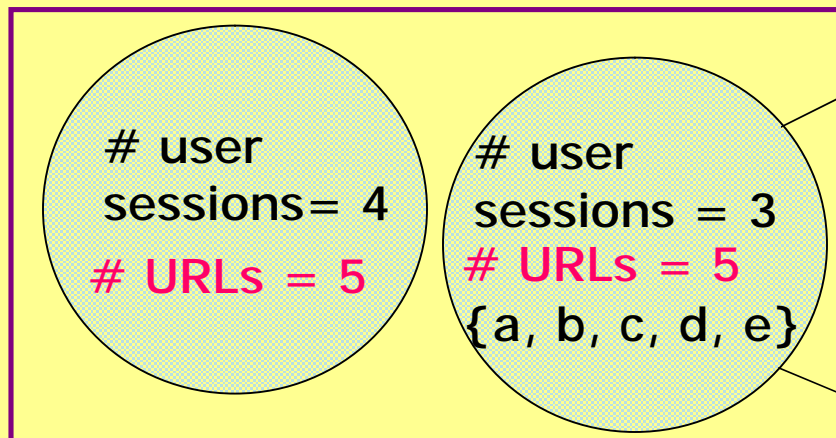 # user
sessions= 4
# URLs = 5
# user
sessions = 3
# URLs = 5
{a, b, c, d, e}